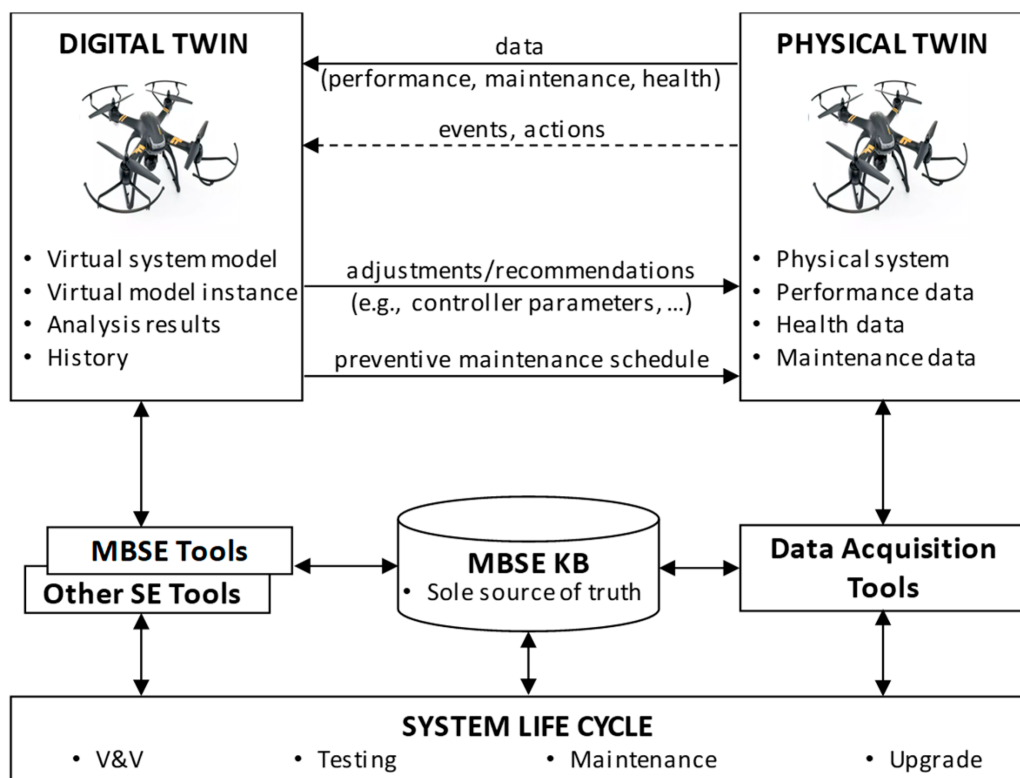 DIGITAL TWIN
• Virtual system model
• Virtual model instance
• Analysis results
• History
data
(performance, maintenance, health)
events, actions
adjustments/recommendations
(e.g., controller parameters, ...)
preventive maintenance schedule
PHYSICAL TWIN
• Physical system
• Performance data
• Health data
• Maintenance data
MBSE Tools
Other SE Tools
MBSE KB
• Sole source of truth
Data Acquisition
Tools
SYSTEM LIFE CYCLE
• V&V • Testing • Maintenance • Upgrade